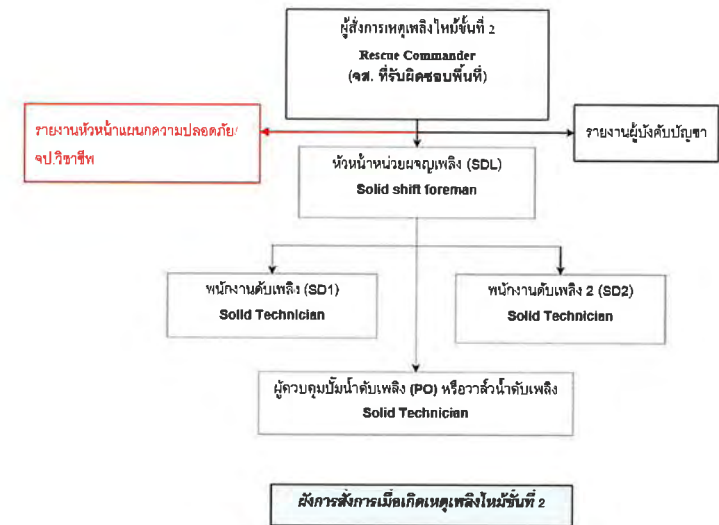 ผู้สั่งการเหตุเพลิงไหม้ขั้นที่ 2
Rescue Commander
(จส. ที่รับผิดชอบพื้นที่)
รายงานหัวหน้าแผนกความปลอดภัย/
จป.วิชาชีพ
รายงานผู้บังคับบัญชา
หัวหน้าหน่วยผจญเพลิง (SDL)
Solid shift foreman
พนักงานดับเพลิง (SD1)
Solid Technician
พนักงานดับเพลิง 2 (SD2)
Solid Technician
ผู้ควบคุมปั๊มน้ำดับเพลิง (PO) หรือวาล์วน้ำดับเพลิง
Solid Technician
ผังการสั่งการเมื่อเกิดเหตุเพลิงไหม้ขั้นที่ 2